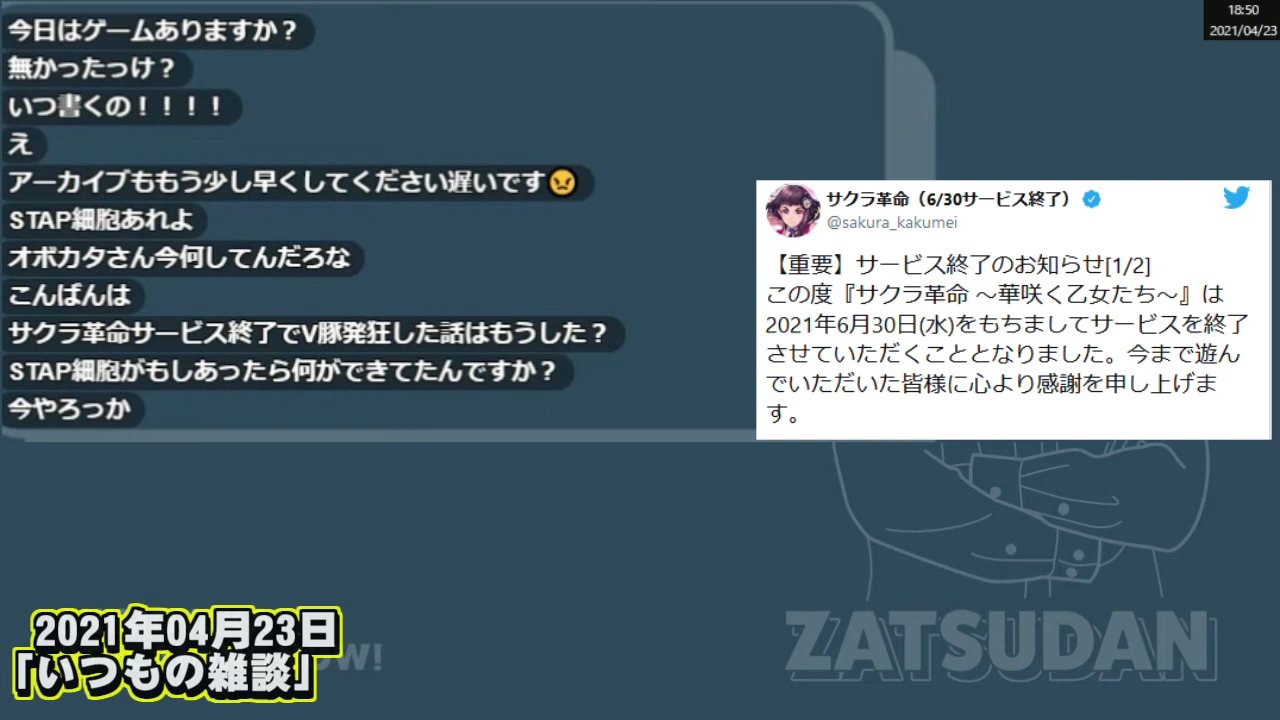 今日はゲームありますか？
無かったっけ？
いつ書くの！！！！
え
アーカイブももう少し早くしてください遅いです😠
STAP細胞あれよ
オボカタさん今何してんだろな
こんばんは
サクラ革命サービス終了でV豚発狂した話はもうした？
STAP細胞がもしあったら何ができてたんですか？
今やろっか
18:50
2021/04/23
サクラ革命（6/30サービス終了）
@sakura_kakumei
【重要】サービス終了のお知らせ[1/2]
この度『サクラ革命 ～華咲く乙女たち～』は
2021年6月30日(水)をもちましてサービスを終了
させていただくこととなりました。今まで遊ん
でいただいた皆様に心より感謝を申し上げま
す。
2021年04月23日
「いつもの雑談」
ZATSUDAN